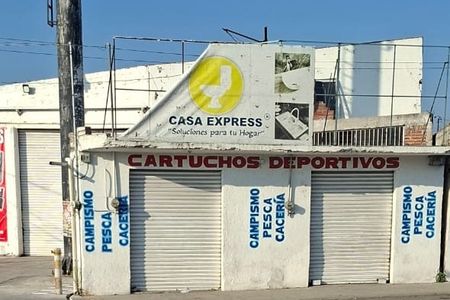 CASA EXPRESS
"Soluciones para tu Hogar"
CARTUCHOS DEPORTIVOS
CAMPISMO
PESCA
CACERÍA
CAMPISMO
PESCA
CACERÍA
CAMPISMO
PESCA
CACERÍA